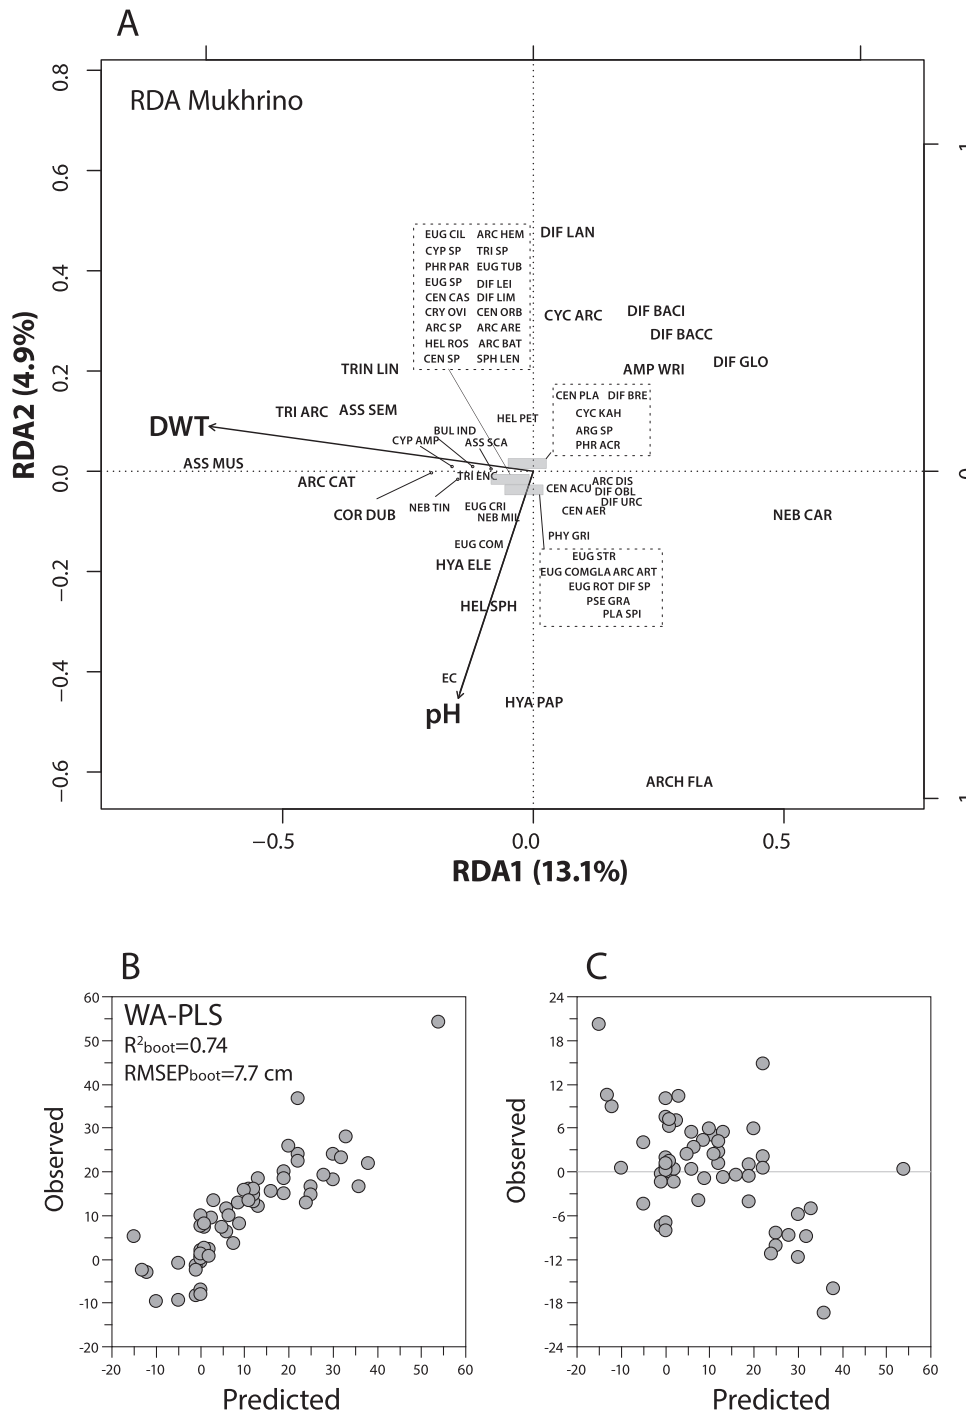 A
RDA Mukhrino
0.8
0.6
0.4
0.2
0.0
−0.2
−0.4
−0.6
RDA2 (4.9%)
1
0
1
EUG CIL ARC HEM
CYP SP TRI SP
PHR PAR EUG TUB
EUG SP DIF LEI
CEN CAS DIF LIM
CRY OVI CEN ORB
ARC SP ARC ARE
HEL ROS ARC BAT
CEN SP SPH LEN
DIF LAN
CYC ARC
DIF BACI
DIF BACC
DIF GLO
AMP WRI
TRIN LIN
TRI ARC
ASS SEM
DWT
HEL PET
CEN PLA DIF BRE
CYC KAH
ARG SP
PHR ACR
BUL IND
CYP AMP
ASS SCA
ASS MUS
ARC CAT
TRI ENC
COR DUB
NEB TIN
EUG CRI
NEB MIL
CEN ACU
ARC DIS
DIF OBL
DIF URC
CEN AER
NEB CAR
PHY GRI
EUG COM
HYA ELE
HEL SPH
EUG STR
EUG COMGLA ARC ART
EUG ROT DIF SP
PSE GRA
PLA SPI
EC
pH
HYA PAP
ARCH FLA
−0.5
0.0
0.5
RDA1 (13.1%)
B
WA-PLS
R²boot=0.74
RMSEPboot=7.7 cm
60
50
40
30
20
10
0
-10
-20
Observed
-20 -10 0 10 20 30 40 50 60
Predicted
C
24
18
12
6
0
-6
-12
-18
-24
Observed
-20 -10 0 10 20 30 40 50 60
Predicted